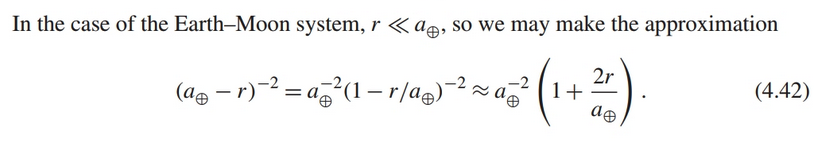 In the case of the Earth–Moon system, r ≪ a⊕, so we may make the approximation
(a⊕ − r)⁻² = a⊕⁻²(1 − r/a⊕)⁻² ≈ a⊕⁻² (1 + 2r/a⊕). (4.42)